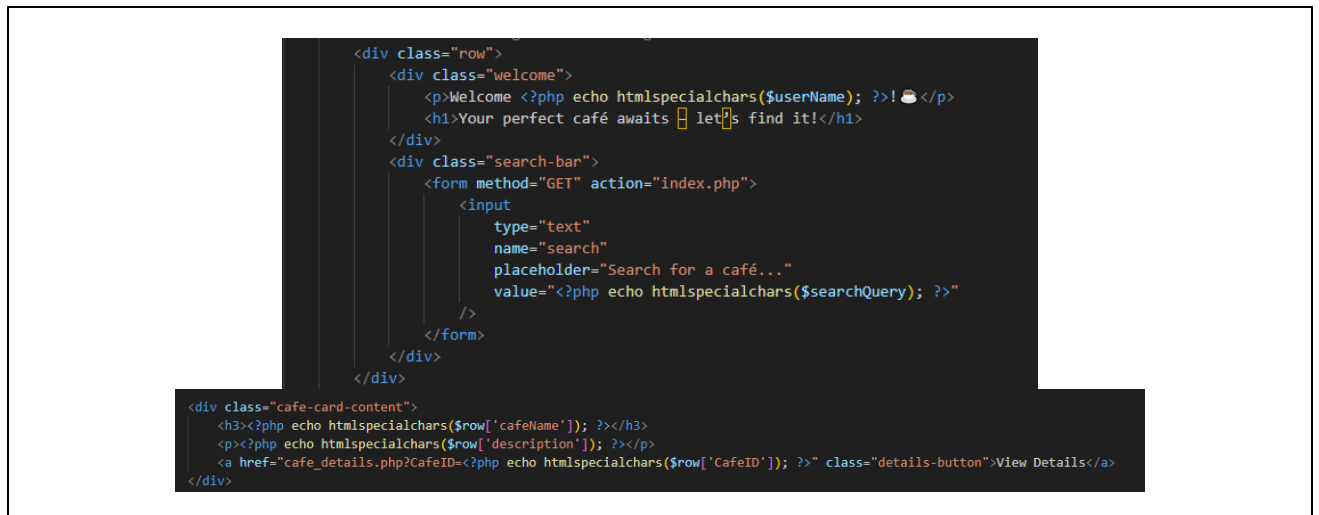 <div class="row">
<div class="welcome">
<p>Welcome <?php echo htmlspecialchars($userName); ?>!☕</p>
<h1>Your perfect café awaits – let’s find it!</h1>
</div>
<div class="search-bar">
<form method="GET" action="index.php">
<input
type="text"
name="search"
placeholder="Search for a café..."
value="<?php echo htmlspecialchars($searchQuery); ?>"
/>
</form>
</div>
</div>
<div class="cafe-card-content">
<h3><?php echo htmlspecialchars($row['cafeName']); ?></h3>
<p><?php echo htmlspecialchars($row['description']); ?></p>
<a href="cafe_details.php?CafeID=<?php echo htmlspecialchars($row['CafeID']); ?>" class="details-button">View Details</a>
</div>